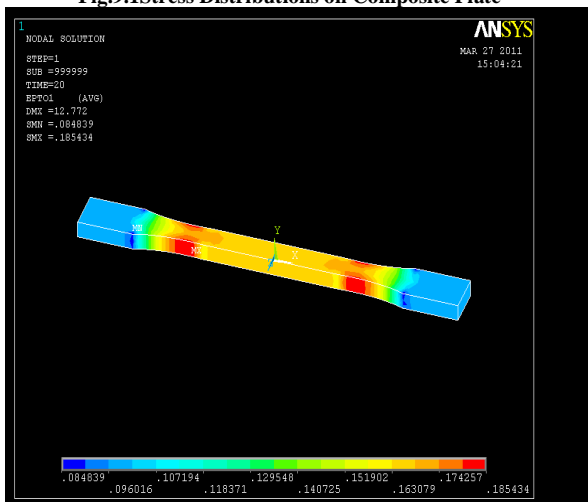 Fig.9.1Stress Distributions on Composite Plate
1
ANSYS
NODAL SOLUTION
MAR 27 2011
15:04:21
STEP=1
SUB =999999
TIME=20
EPTO1 (AVG)
DMX =12.772
SMN =.084839
SMX =.185434
Y
MN
MX
X
.084839 .107194 .129548 .151902 .174257
.096016 .118371 .140725 .163079 .185434